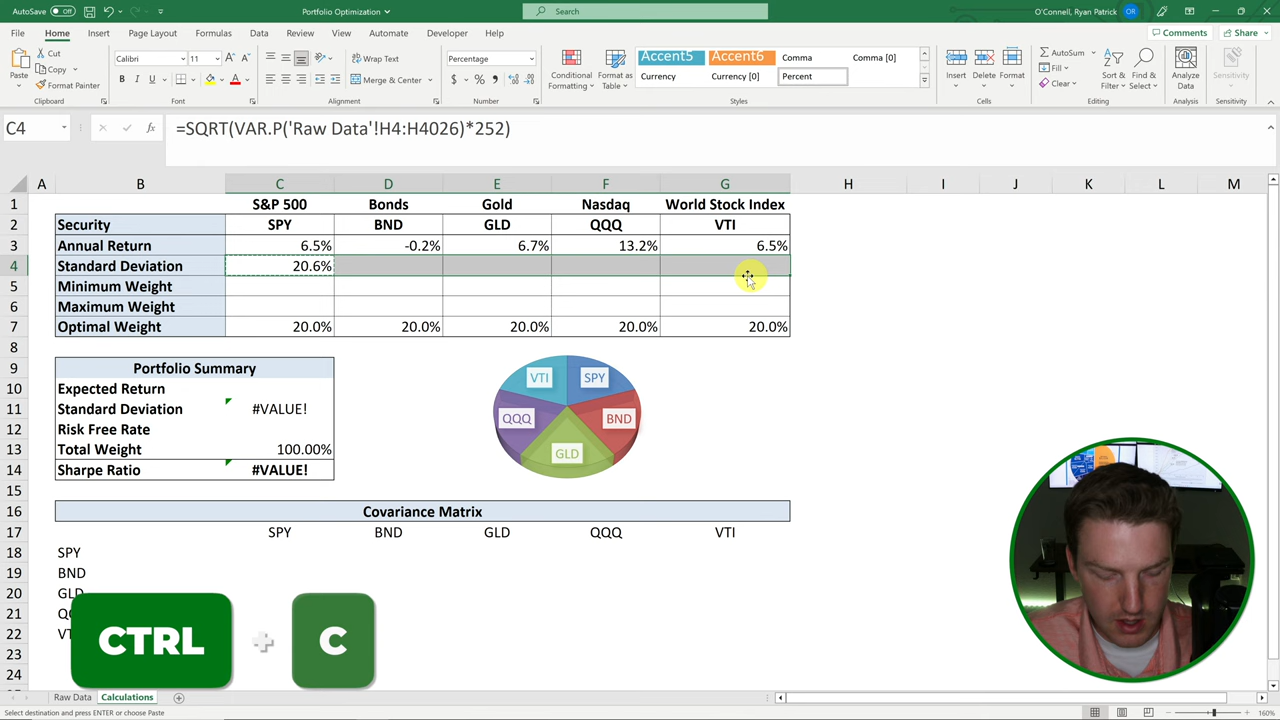 AutoSave Off Portfolio Optimization Search O'Connell, Ryan Patrick OR
File Home Insert Page Layout Formulas Data Review View Automate Developer Help Comments Share
Paste Cut Copy Format Painter Clipboard
Calibri 11 A A B I U A Font
Merge & Center Alignment
Percentage $ % 9 Number
Conditional Formatting Format as Table
Accent5 Accent6 Comma Comma [0]
Currency Currency [0] Percent
Styles
Insert Delete Format Cells
AutoSum Fill Clear Sort & Filter Find & Select Editing
Analyze Data Analysis
Sensitivity Sensitivity
C4 fx =SQRT(VAR.P('Raw Data'!H4:H4026)*252)
A B C D E F G H I J K L M
1 S&P 500 Bonds Gold Nasdaq World Stock Index
2 Security SPY BND GLD QQQ VTI
3 Annual Return 6.5% -0.2% 6.7% 13.2% 6.5%
4 Standard Deviation 20.6%
5 Minimum Weight
6 Maximum Weight
7 Optimal Weight 20.0% 20.0% 20.0% 20.0% 20.0%
8
9 Portfolio Summary
10 Expected Return
11 Standard Deviation #VALUE!
12 Risk Free Rate
13 Total Weight 100.00%
14 Sharpe Ratio #VALUE!
VTI SPY
QQQ BND
GLD
15
16 Covariance Matrix
17 SPY BND GLD QQQ VTI
18 SPY
19 BND
20 GLD
21
22
23
24
CTRL + C
Raw Data Calculations
Select destination and press ENTER or choose Paste 160%